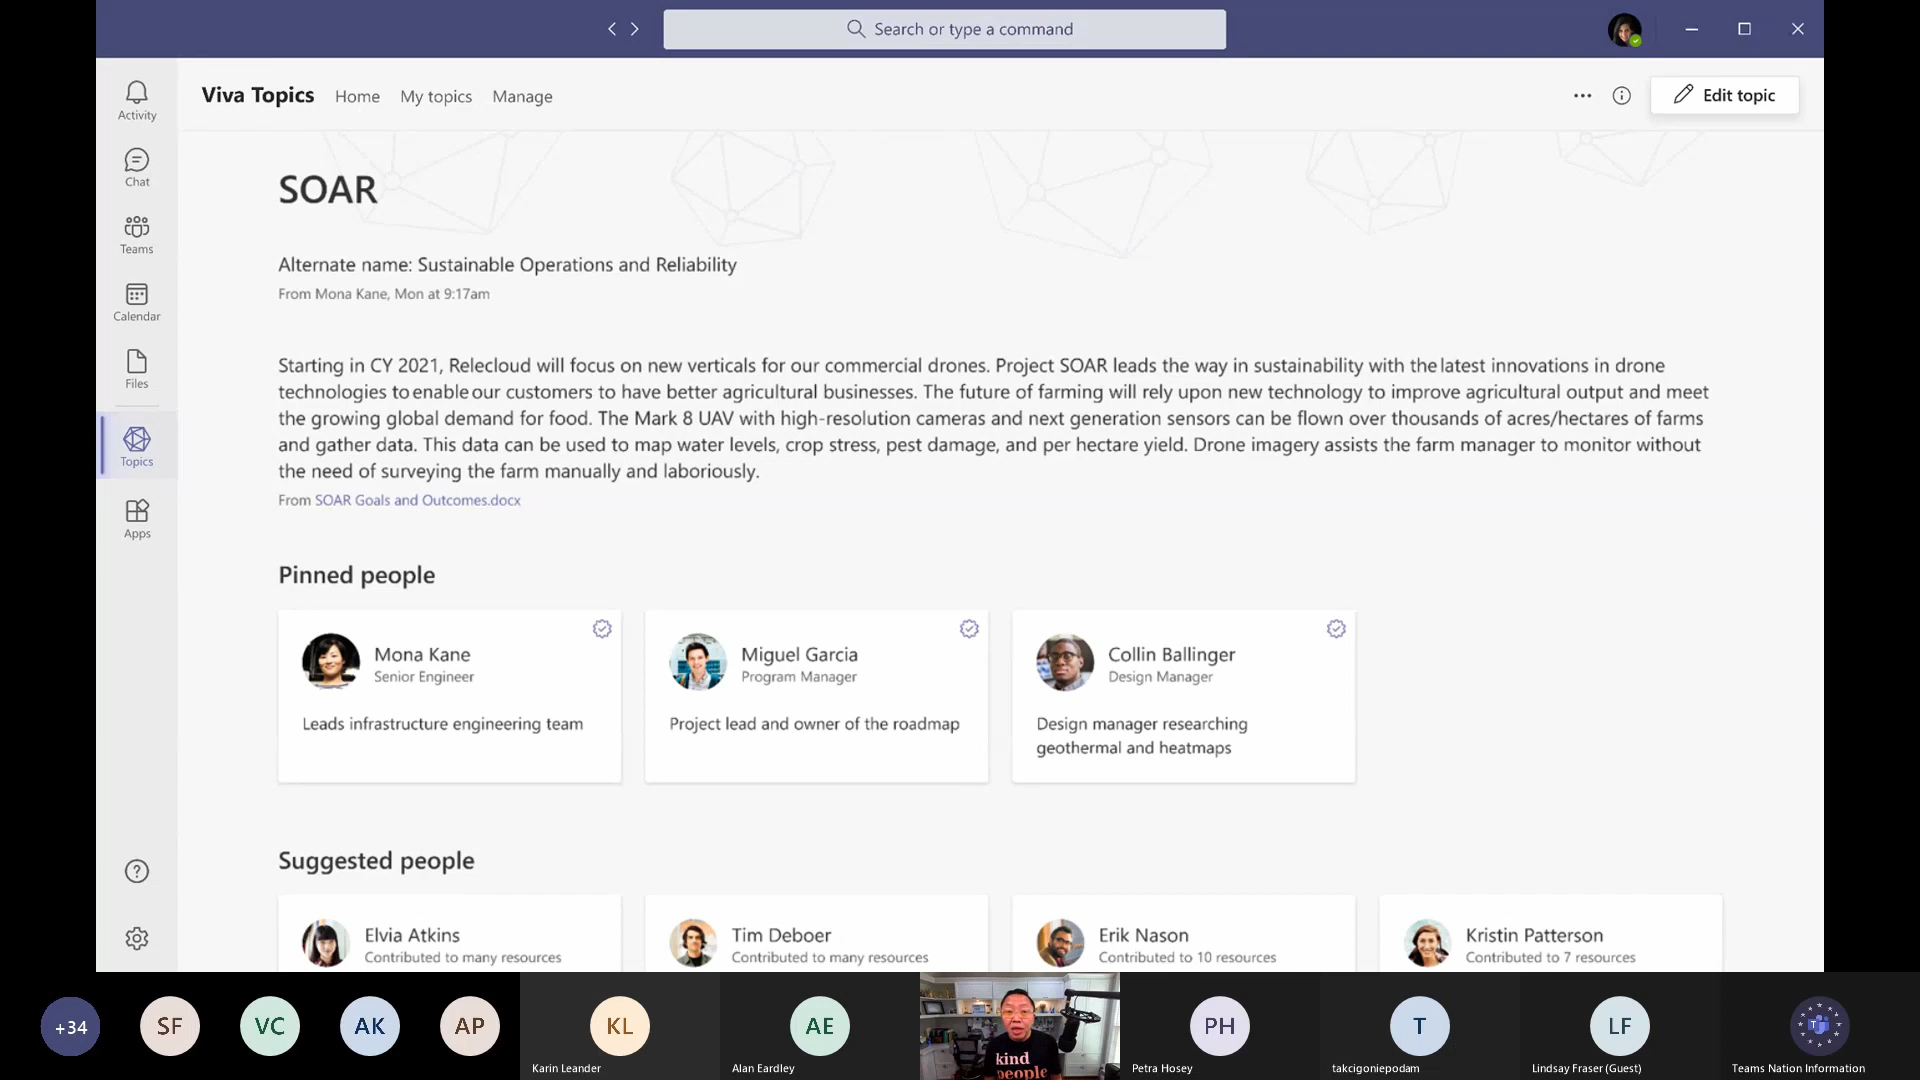 Search or type a command
Activity
Chat
Teams
Calendar
Files
Topics
Apps
Viva Topics Home My topics Manage
Edit topic
SOAR
Alternate name: Sustainable Operations and Reliability
From Mona Kane, Mon at 9:17am
Starting in CY 2021, Relecloud will focus on new verticals for our commercial drones. Project SOAR leads the way in sustainability with the latest innovations in drone
technologies to enable our customers to have better agricultural businesses. The future of farming will rely upon new technology to improve agricultural output and meet
the growing global demand for food. The Mark 8 UAV with high-resolution cameras and next generation sensors can be flown over thousands of acres/hectares of farms
and gather data. This data can be used to map water levels, crop stress, pest damage, and per hectare yield. Drone imagery assists the farm manager to monitor without
the need of surveying the farm manually and laboriously.
From SOAR Goals and Outcomes.docx
Pinned people
Mona Kane
Senior Engineer
Leads infrastructure engineering team
Miguel Garcia
Program Manager
Project lead and owner of the roadmap
Collin Ballinger
Design Manager
Design manager researching
geothermal and heatmaps
Suggested people
Elvia Atkins
Contributed to many resources
Tim Deboer
Contributed to many resources
Erik Nason
Contributed to 10 resources
Kristin Patterson
Contributed to 7 resources
+34
SF
VC
AK
AP
KL
Karin Leander
AE
Alan Eardley
kind
people
PH
Petra Hosey
T
takcigoniepodam
LF
Lindsay Fraser (Guest)
T
Teams Nation Information